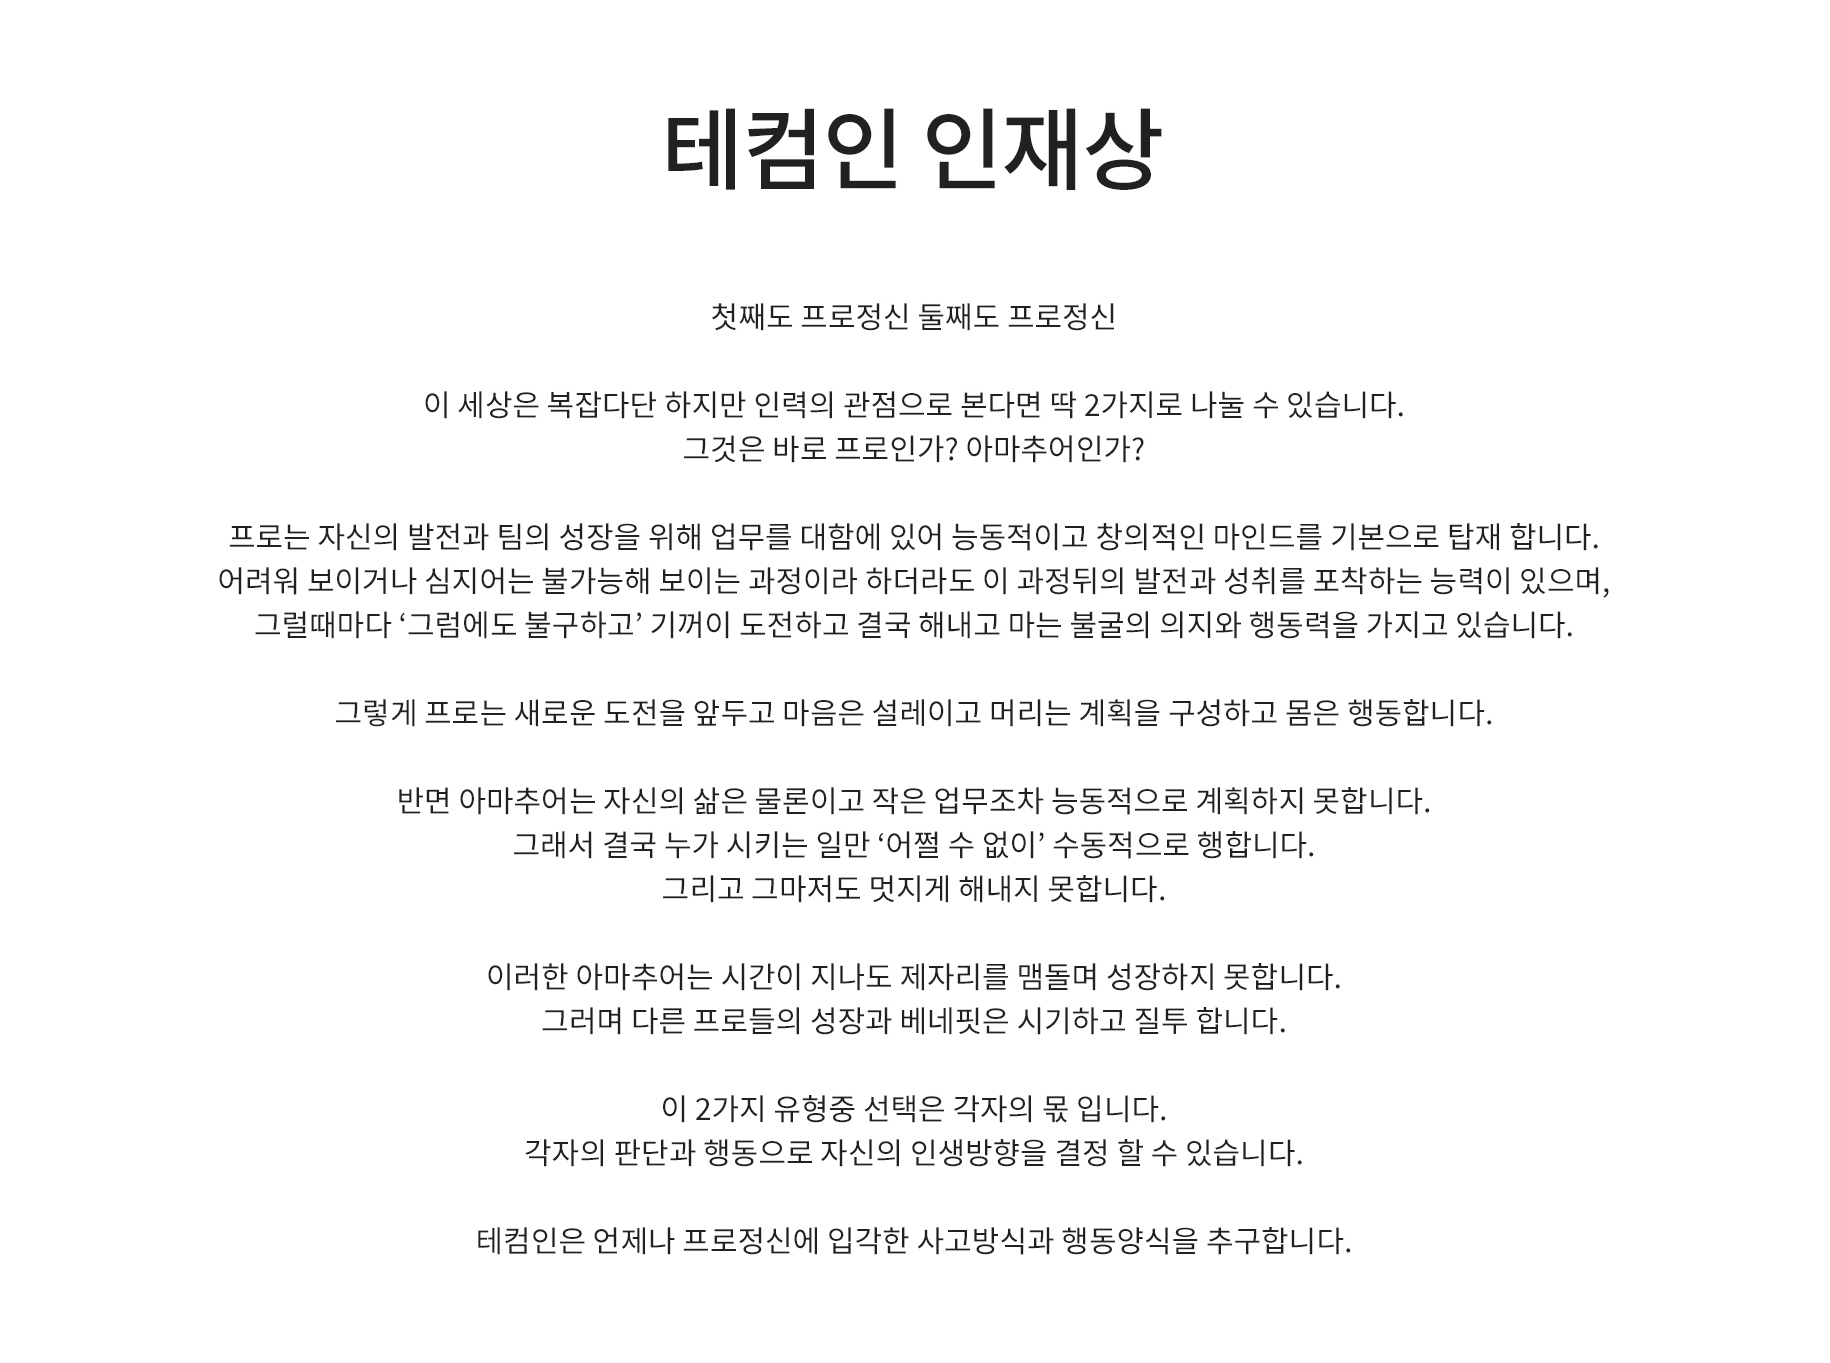 테컴인 인재상
첫째도 프로정신 둘째도 프로정신
이 세상은 복잡다단 하지만 인력의 관점으로 본다면 딱 2가지로 나눌 수 있습니다.
그것은 바로 프로인가? 아마추어인가?
프로는 자신의 발전과 팀의 성장을 위해 업무를 대함에 있어 능동적이고 창의적인 마인드를 기본으로 탑재 합니다.
어려워 보이거나 심지어는 불가능해 보이는 과정이라 하더라도 이 과정뒤의 발전과 성취를 포착하는 능력이 있으며,
그럴때마다 ‘그럼에도 불구하고’ 기꺼이 도전하고 결국 해내고 마는 불굴의 의지와 행동력을 가지고 있습니다.
그렇게 프로는 새로운 도전을 앞두고 마음은 설레이고 머리는 계획을 구성하고 몸은 행동합니다.
반면 아마추어는 자신의 삶은 물론이고 작은 업무조차 능동적으로 계획하지 못합니다.
그래서 결국 누가 시키는 일만 ‘어쩔 수 없이’ 수동적으로 행합니다.
그리고 그마저도 멋지게 해내지 못합니다.
이러한 아마추어는 시간이 지나도 제자리를 맴돌며 성장하지 못합니다.
그러며 다른 프로들의 성장과 베네핏은 시기하고 질투 합니다.
이 2가지 유형중 선택은 각자의 몫 입니다.
각자의 판단과 행동으로 자신의 인생방향을 결정 할 수 있습니다.
테컴인은 언제나 프로정신에 입각한 사고방식과 행동양식을 추구합니다.